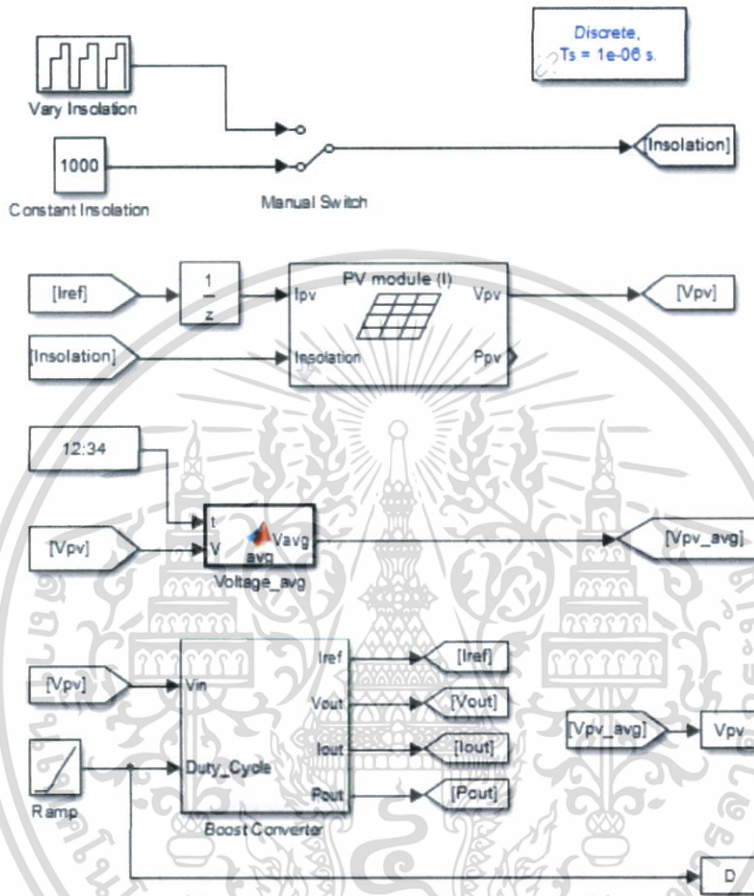 Discrete,
Ts = 1e-06 s.
Vary Insolation
[Insolation]
1000
Constant Insolation
Manual Switch
[Iref]
1
z
Ipv
PV module (I)
Vpv
[Vpv]
[Insolation]
Insolation
Ppv
12:34
[Vpv]
t
V
avg
Vavg
Voltage_avg
[Vpv_avg]
[Vpv]
Vin
Iref
[Iref]
Vout
[Vout]
Iout
[Iout]
Pout
[Pout]
Duty_Cycle
Ramp
Boost Converter
[Vpv_avg]
Vpv
D